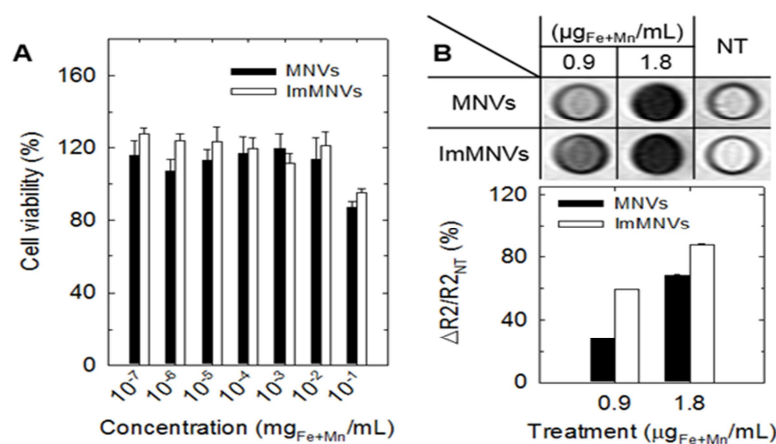 A
Cell viability (%)
160
120
80
40
0
MNVs
ImMNVs
10-7
10-6
10-5
10-4
10-3
10-2
10-1
Concentration (mgFe+Mn/mL)
B
(µgFe+Mn/mL)
NT
0.9 1.8
MNVs
ImMNVs
△R2/R2NT (%)
120
80
40
0
MNVs
ImMNVs
0.9 1.8
Treatment (µgFe+Mn/mL)